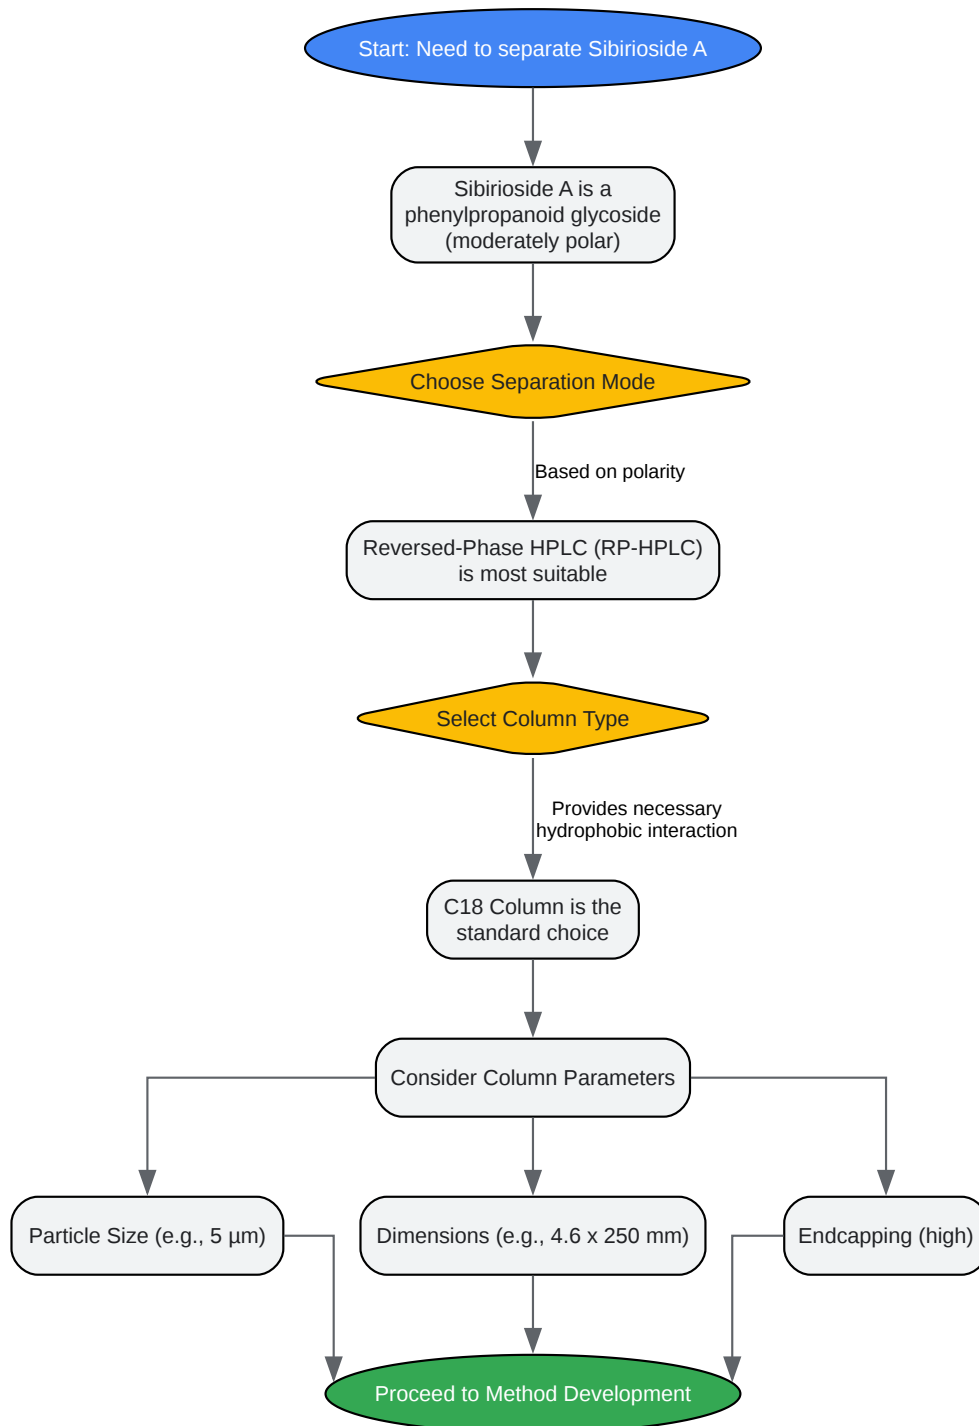 Start: Need to separate Sibirioside A
Sibirioside A is a
phenylpropanoid glycoside
(moderately polar)
Choose Separation Mode
Based on polarity
Reversed-Phase HPLC (RP-HPLC)
is most suitable
Select Column Type
Provides necessary
hydrophobic interaction
C18 Column is the
standard choice
Consider Column Parameters
Particle Size (e.g., 5 µm)
Dimensions (e.g., 4.6 x 250 mm)
Endcapping (high)
Proceed to Method Development